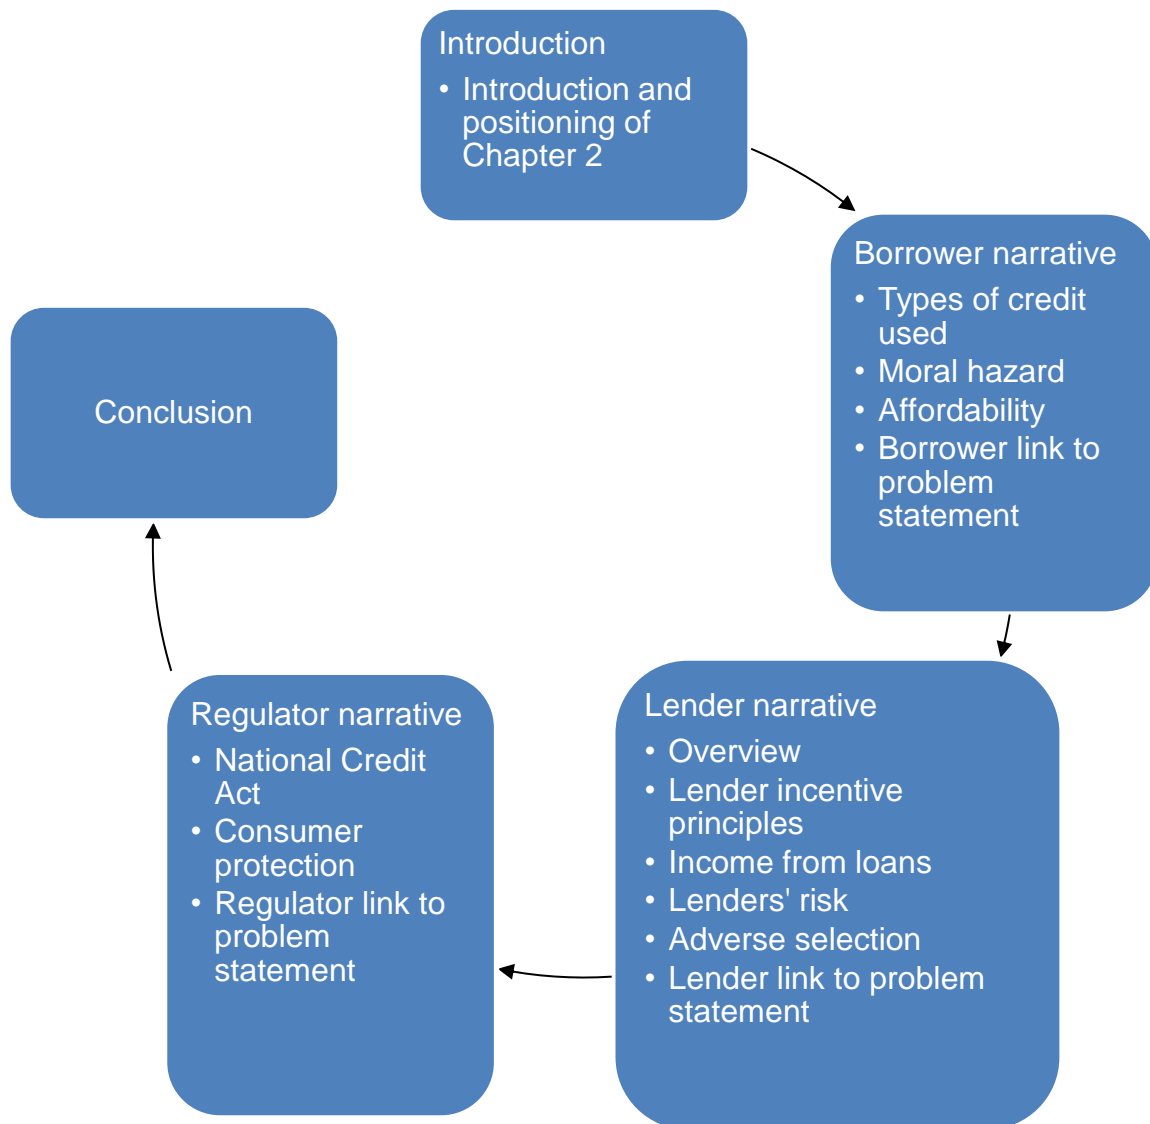 Introduction
• Introduction and
positioning of
Chapter 2
Borrower narrative
• Types of credit
used
• Moral hazard
• Affordability
• Borrower link to
problem
statement
Lender narrative
• Overview
• Lender incentive
principles
• Income from loans
• Lenders' risk
• Adverse selection
• Lender link to problem
statement
Regulator narrative
• National Credit
Act
• Consumer
protection
• Regulator link to
problem
statement
Conclusion